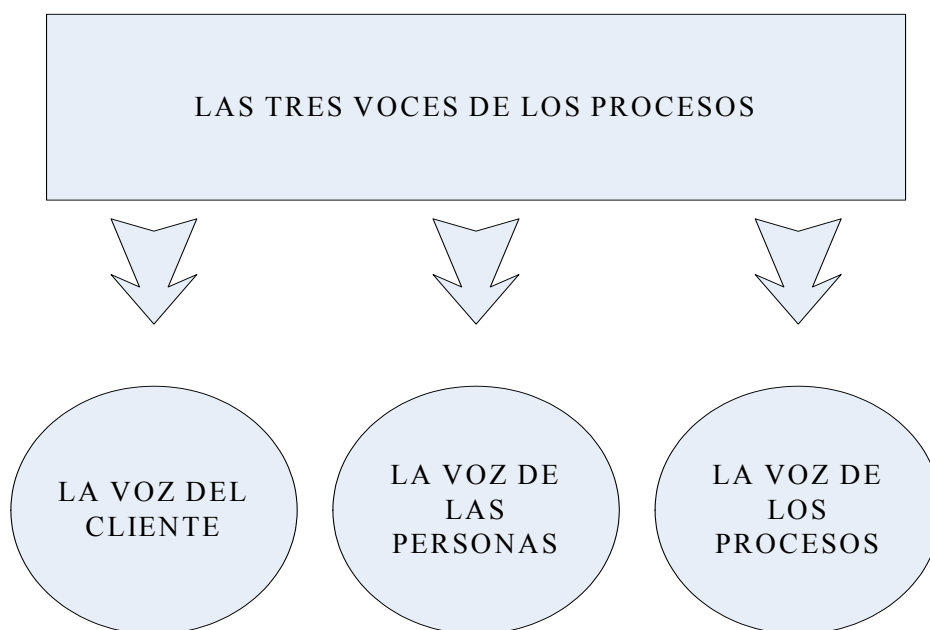 LAS TRES VOCES DE LOS PROCESOS
LA VOZ DEL
CLIENTE
LA VOZ DE
LAS
PERSONAS
LA VOZ DE
LOS
PROCESOS